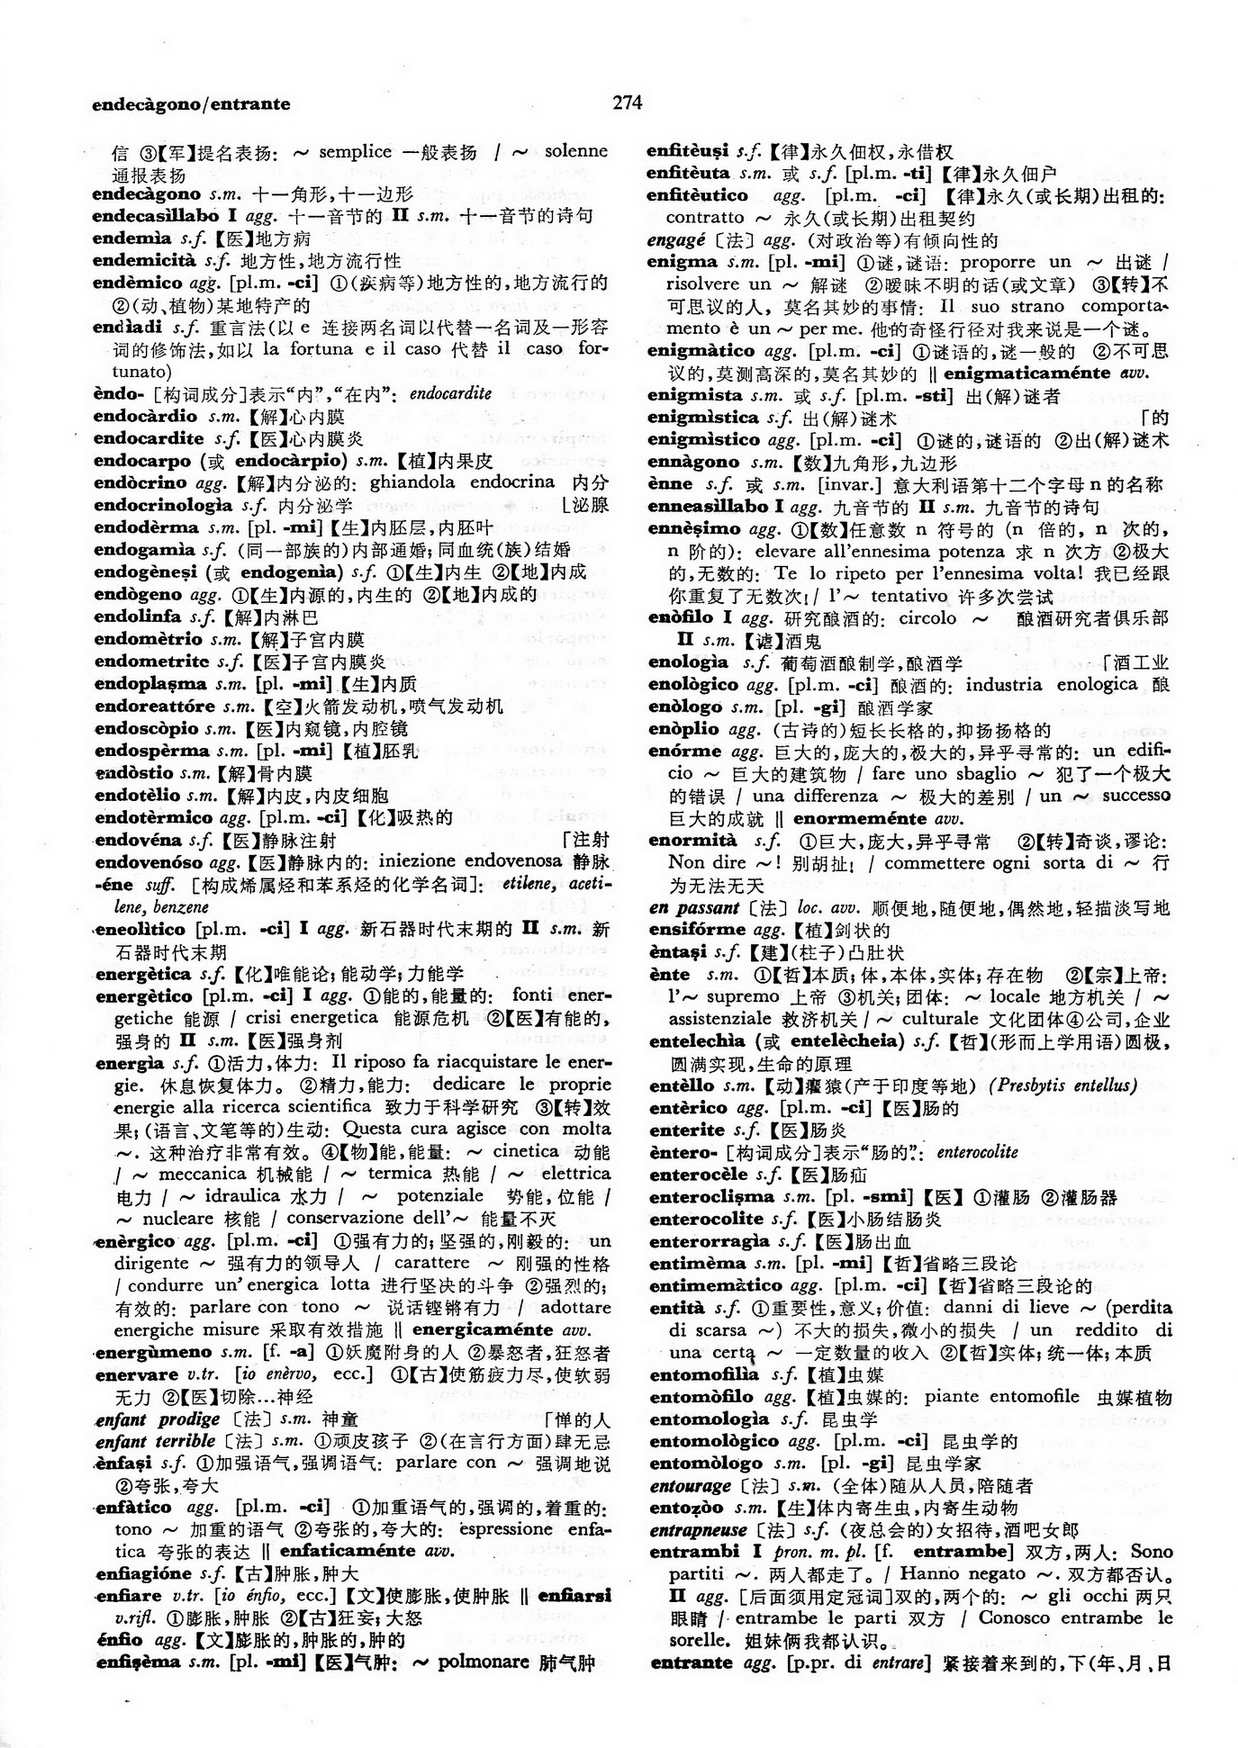 endecàgono/entrante
274
信 ③【军】提名表扬: ～ semplice 一般表扬 / ～ solenne
通报表扬
endecàgono s.m. 十一角形,十一边形
endecasìllabo I agg. 十一音节的 II s.m. 十一音节的诗句
endemìa s.f.【医】地方病
endemicità s.f. 地方性,地方流行性
endèmico agg. [pl.m. -ci] ①(疾病等)地方性的,地方流行的
②(动、植物)某地特产的
endìadi s.f. 重言法(以 e 连接两名词以代替一名词及一形容
词的修饰法,如以 la fortuna e il caso 代替 il caso for-
tunato)
èndo- [构词成分]表示“内”,“在内”: endocardite
endocàrdio s.m.【解】心内膜
endocardite s.f.【医】心内膜炎
endocarpo (或 endocàrpio) s.m.【植】内果皮
endòcrino agg.【解】内分泌的: ghiandola endocrina 内分
endocrinologìa s.f. 内分泌学 ⌊泌腺
endodèrma s.m. [pl. -mi]【生】内胚层,内胚叶
endogamìa s.f. (同一部族的)内部通婚; 同血统(族)结婚
endogèneṣi (或 endogenìa) s.f. ①【生】内生 ②【地】内成
endògeno agg. ①【生】内源的,内生的 ②【地】内成的
endolinfa s.f.【解】内淋巴
endomètrio s.m.【解】子宫内膜
endometrite s.f.【医】子宫内膜炎
endoplaṣma s.m. [pl. -mi]【生】内质
endoreattóre s.m.【空】火箭发动机,喷气发动机
endoscòpio s.m.【医】内窥镜,内腔镜
endospèrma s.m. [pl. -mi]【植】胚乳
endòstio s.m.【解】骨内膜
endotèlio s.m.【解】内皮,内皮细胞
endotèrmico agg. [pl.m. -ci]【化】吸热的
endovéna s.f.【医】静脉注射 ⌈注射
endovenóso agg.【医】静脉内的: iniezione endovenosa 静脉
-éne suff. [构成烯属烃和苯系烃的化学名词]: etilene, aceti-
lene, benzene
eneolìtico [pl.m. -ci] I agg. 新石器时代末期的 II s.m. 新
石器时代末期
energètica s.f.【化】唯能论; 能动学; 力能学
energètico [pl.m. -ci] I agg. ①能的,能量的: fonti ener-
getiche 能源 / crisi energetica 能源危机 ②【医】有能的,
强身的 II s.m.【医】强身剂
energìa s.f. ①活力,体力: Il riposo fa riacquistare le ener-
gie. 休息恢复体力。 ②精力,能力: dedicare le proprie
energie alla ricerca scientifica 致力于科学研究 ③【转】效
果; (语言、文笔等的)生动: Questa cura agisce con molta
～. 这种治疗非常有效。 ④【物】能,能量: ～ cinetica 动能
/ ～ meccanica 机械能 / ～ termica 热能 / ～ elettrica
电力 / ～ idraulica 水力 / ～ potenziale 势能,位能 /
～ nucleare 核能 / conservazione dell'～ 能量不灭
enèrgico agg. [pl.m. -ci] ①强有力的; 坚强的,刚毅的: un
dirigente ～ 强有力的领导人 / carattere ～ 刚强的性格
/ condurre un' energica lotta 进行坚决的斗争 ②强烈的;
有效的: parlare con tono ～ 说话铿锵有力 / adottare
energiche misure 采取有效措施 ‖ energicaménte avv.
energùmeno s.m. [f. -a] ①妖魔附身的人 ②暴怒者,狂怒者
enervare v.tr. [io enèrvo, ecc.] ①【古】使筋疲力尽,使软弱
无力 ②【医】切除…神经
enfant prodige〔法〕s.m. 神童 ⌈惮的人
enfant terrible〔法〕s.m. ①顽皮孩子 ②(在言行方面)肆无忌
ènfaṣi s.f. ①加强语气,强调语气: parlare con ～ 强调地说
②夸张,夸大
enfàtico agg. [pl.m. -ci] ①加重语气的,强调的,着重的:
tono ～ 加重的语气 ②夸张的,夸大的: espressione enfa-
tica 夸张的表达 ‖ enfaticaménte avv.
enfiagióne s.f.【古】肿胀,肿大
enfiare v.tr. [io énfio, ecc.]【文】使膨胀,使肿胀 ‖ enfiarsi
v.rifl. ①膨胀,肿胀 ②【古】狂妄; 大怒
énfio agg.【文】膨胀的,肿胀的,肿的
enfiṣèma s.m. [pl. -mi]【医】气肿: ～ polmonare 肺气肿
enfitèuṣi s.f.【律】永久佃权,永借权
enfitèuta s.m. 或 s.f. [pl.m. -ti]【律】永久佃户
enfitèutico agg. [pl.m. -ci]【律】永久(或长期)出租的:
contratto ～ 永久(或长期)出租契约
engagé〔法〕agg. (对政治等)有倾向性的
enigma s.m. [pl. -mi] ①谜,谜语: proporre un ～ 出谜 /
risolvere un ～ 解谜 ②暧昧不明的话(或文章) ③【转】不
可思议的人, 莫名其妙的事情: Il suo strano comporta-
mento è un ～ per me. 他的奇怪行径对我来说是一个谜。
enigmàtico agg. [pl.m. -ci] ①谜语的,谜一般的 ②不可思
议的,莫测高深的,莫名其妙的 ‖ enigmaticaménte avv.
enigmista s.m. 或 s.f. [pl.m. -sti] 出(解)谜者
enigmìstica s.f. 出(解)谜术 ⌈的
enigmìstico agg. [pl.m. -ci] ①谜的,谜语的 ②出(解)谜术
ennàgono s.m.【数】九角形,九边形
ènne s.f. 或 s.m. [invar.] 意大利语第十二个字母 n 的名称
enneasìllabo I agg. 九音节的 II s.m. 九音节的诗句
ennèṣimo agg. ①【数】任意数 n 符号的 (n 倍的, n 次的,
n 阶的): elevare all'ennesima potenza 求 n 次方 ②极大
的,无数的: Te lo ripeto per l'ennesima volta! 我已经跟
你重复了无数次! / l'～ tentativo 许多次尝试
enòfilo I agg. 研究酿酒的: circolo ～ 酿酒研究者俱乐部
II s.m.【谑】酒鬼
enologìa s.f. 葡萄酒酿制学,酿酒学 ⌈酒工业
enològico agg. [pl.m. -ci] 酿酒的: industria enologica 酿
enòlogo s.m. [pl. -gi] 酿酒学家
enòplio agg. (古诗的)短长长格的,抑扬扬格的
enórme agg. 巨大的,庞大的,极大的,异乎寻常的: un edifi-
cio ～ 巨大的建筑物 / fare uno sbaglio ～ 犯了一个极大
的错误 / una differenza ～ 极大的差别 / un ～ successo
巨大的成就 ‖ enormeménte avv.
enormità s.f. ①巨大,庞大,异乎寻常 ②【转】奇谈,谬论:
Non dire ～! 别胡扯! / commettere ogni sorta di ～ 行
为无法无天
en passant〔法〕loc. avv. 顺便地,随便地,偶然地,轻描淡写地
ensifórme agg.【植】剑状的
èntaṣi s.f.【建】(柱子)凸肚状
ènte s.m. ①【哲】本质; 体,本体,实体; 存在物 ②【宗】上帝:
l'～ supremo 上帝 ③机关; 团体: ～ locale 地方机关 / ～
assistenziale 救济机关 / ～ culturale 文化团体④公司,企业
entelechìa (或 entelècheia) s.f.【哲】(形而上学用语)圆极,
圆满实现,生命的原理
entèllo s.m.【动】癯猿(产于印度等地) (Presbytis entellus)
entèrico agg. [pl.m. -ci]【医】肠的
enterite s.f.【医】肠炎
èntero- [构词成分]表示“肠的”: enterocolite
enterocèle s.f.【医】肠疝
enterocliṣma s.m. [pl. -smi]【医】①灌肠 ②灌肠器
enterocolite s.f.【医】小肠结肠炎
enterorragìa s.f.【医】肠出血
entimèma s.m. [pl. -mi]【哲】省略三段论
entimemàtico agg. [pl.m. -ci]【哲】省略三段论的
entità s.f. ①重要性,意义; 价值: danni di lieve ～ (perdita
di scarsa ～) 不大的损失,微小的损失 / un reddito di
una certa ～ 一定数量的收入 ②【哲】实体; 统一体; 本质
entomofilìa s.f.【植】虫媒
entomòfilo agg.【植】虫媒的: piante entomofile 虫媒植物
entomologìa s.f. 昆虫学
entomològico agg. [pl.m. -ci] 昆虫学的
entomòlogo s.m. [pl. -gi] 昆虫学家
entourage〔法〕s.m. (全体)随从人员,陪随者
entoẓòo s.m.【生】体内寄生虫,内寄生动物
entrapneuse〔法〕s.f. (夜总会的)女招待,酒吧女郎
entrambi I pron. m. pl. [f. entrambe] 双方,两人: Sono
partiti ～. 两人都走了。 / Hanno negato ～. 双方都否认。
II agg. [后面须用定冠词]双的,两个的: ～ gli occhi 两只
眼睛 / entrambe le parti 双方 / Conosco entrambe le
sorelle. 姐妹俩我都认识。
entrante agg. [p.pr. di entrare] 紧接着来到的,下(年、月、日